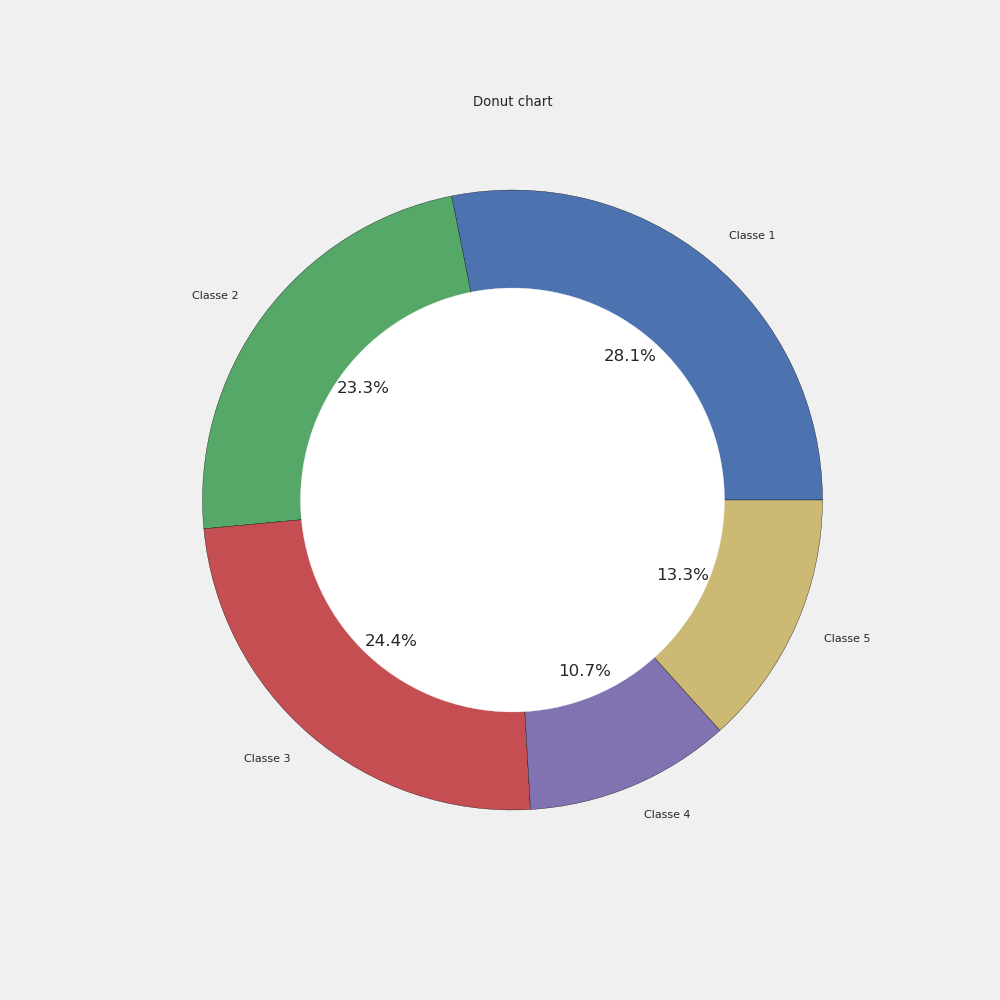 Donut chart
Classe 1
Classe 2
28.1%
23.3%
13.3%
Classe 5
24.4%
10.7%
Classe 3
Classe 4